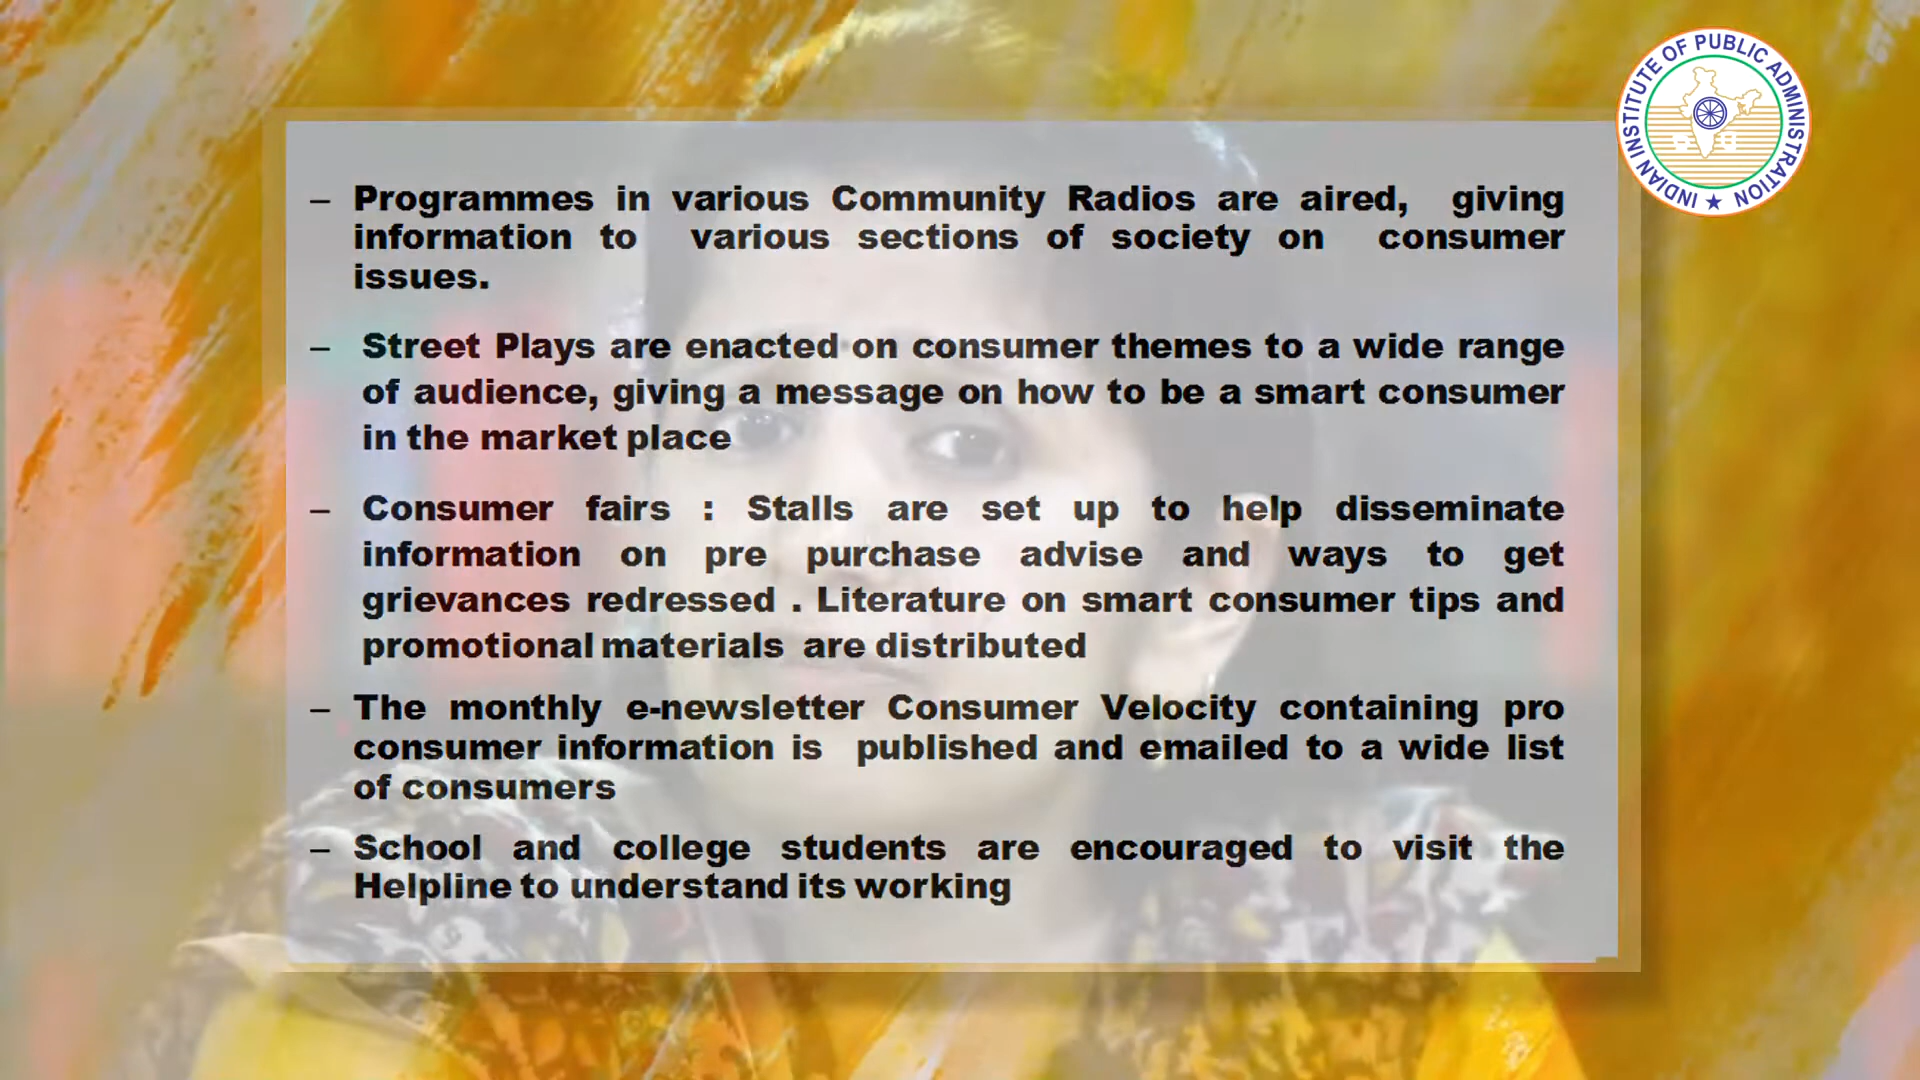 INDIAN INSTITUTE OF PUBLIC ADMINISTRATION
– Programmes in various Community Radios are aired, giving
information to various sections of society on consumer
issues.
– Street Plays are enacted on consumer themes to a wide range
of audience, giving a message on how to be a smart consumer
in the market place
– Consumer fairs : Stalls are set up to help disseminate
information on pre purchase advise and ways to get
grievances redressed . Literature on smart consumer tips and
promotional materials are distributed
– The monthly e-newsletter Consumer Velocity containing pro
consumer information is published and emailed to a wide list
of consumers
– School and college students are encouraged to visit the
Helpline to understand its working